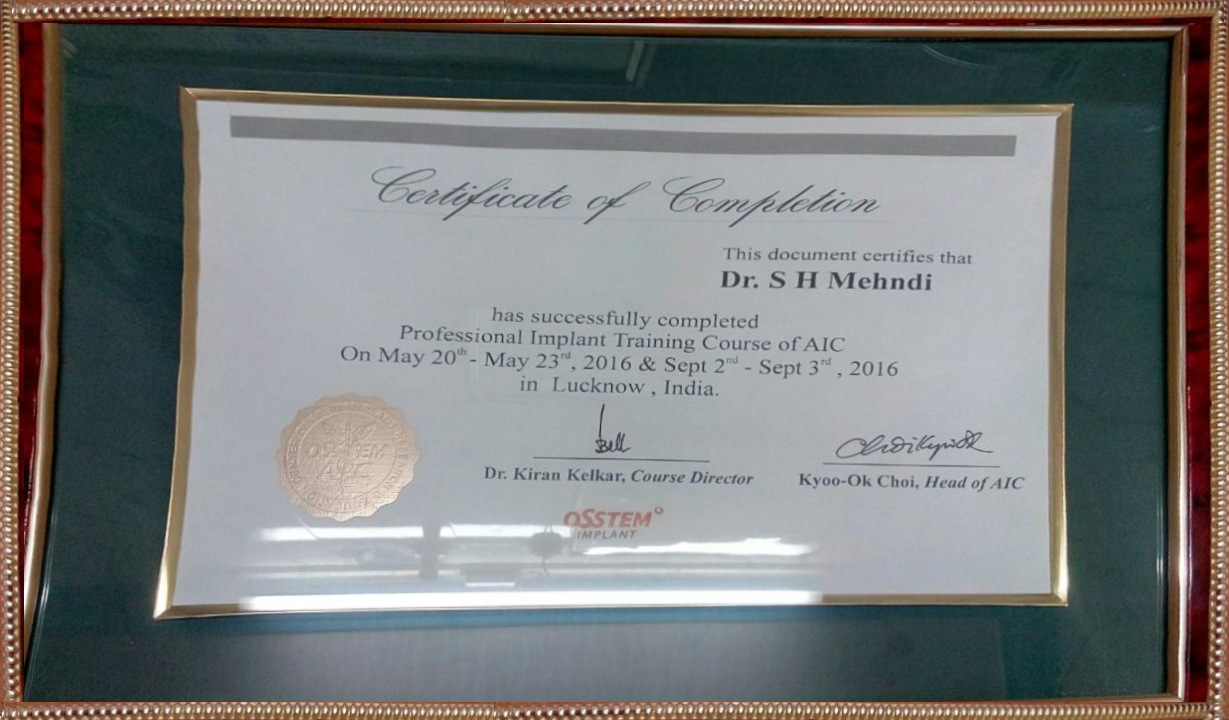 Certificate of Completion
This document certifies that
Dr. S H Mehndi
has successfully completed
Professional Implant Training Course of AIC
On May 20th - May 23rd, 2016 & Sept 2nd - Sept 3rd , 2016
in Lucknow , India.
OSSTEM
AIC
Dr. Kiran Kelkar, Course Director
Kyoo-Ok Choi, Head of AIC
OSSTEM
IMPLANT